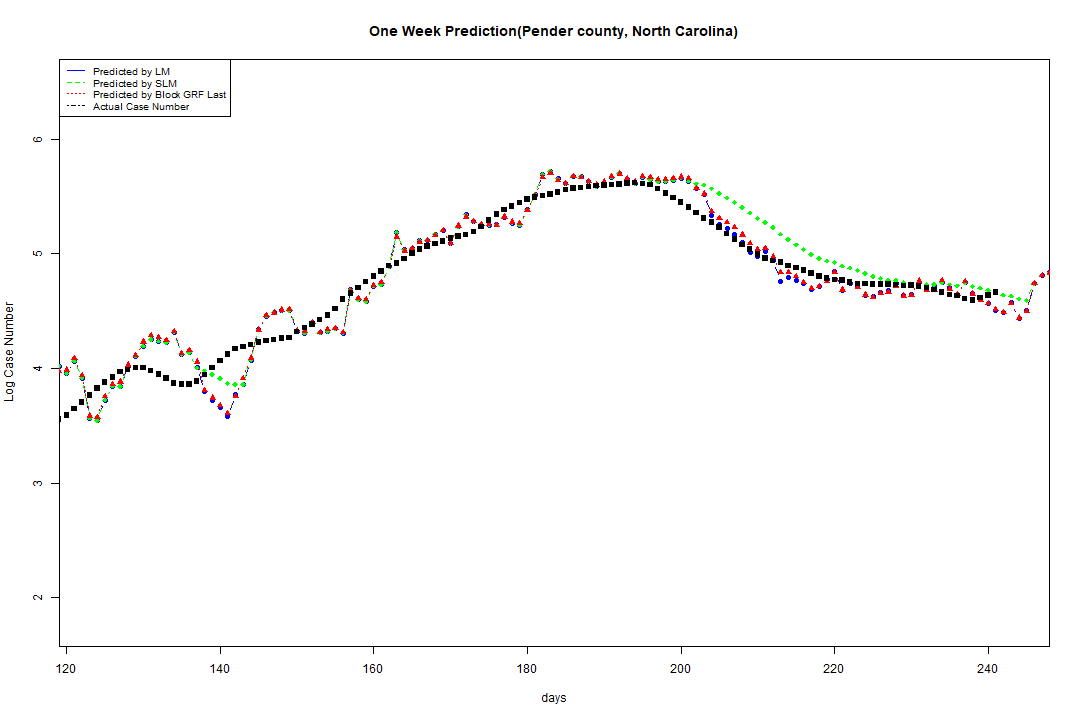 One Week Prediction(Pender county, North Carolina)
Predicted by LM
Predicted by SLM
Predicted by Block GRF Last
Actual Case Number
6
5
4
3
2
Log Case Number
120 140 160 180 200 220 240
days